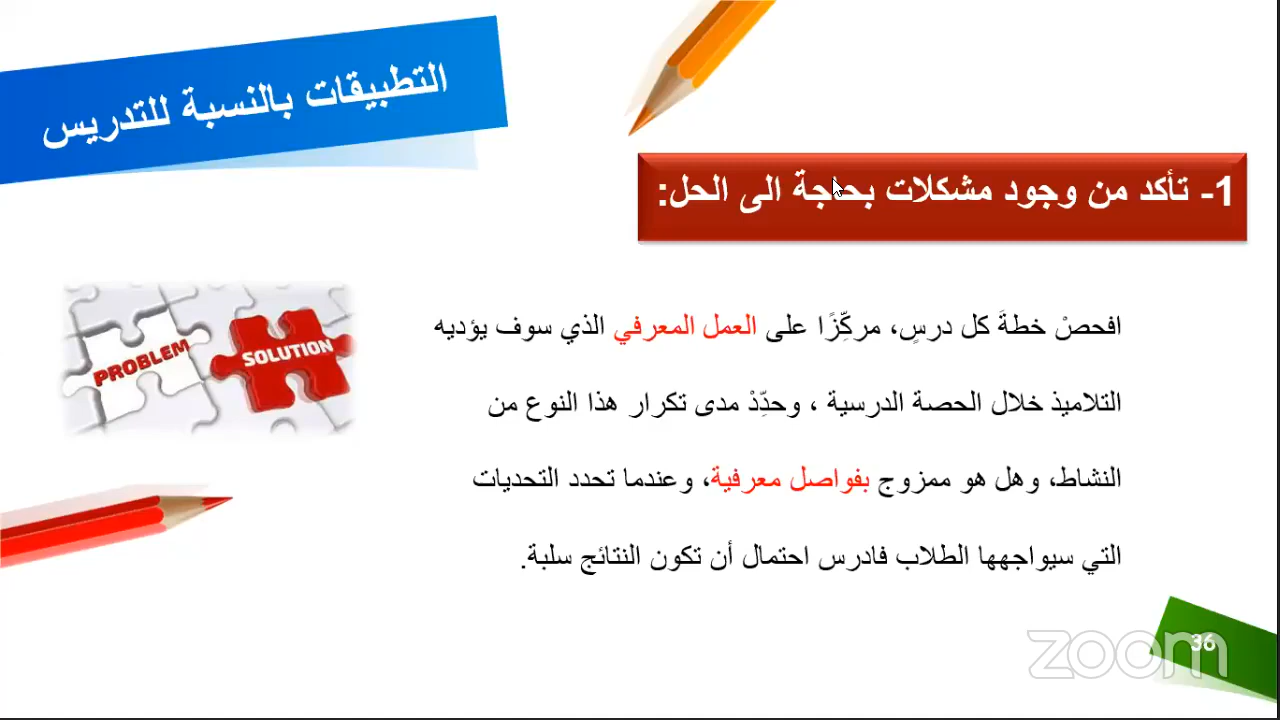 التطبيقات بالنسبة للتدريس
1- تأكد من وجود مشكلات بحاجة الى الحل:
افحصْ خطةَ كل درسٍ، مركِّزًا على العمل المعرفي الذي سوف يؤديه
التلاميذ خلال الحصة الدرسية ، وحدِّدْ مدى تكرار هذا النوع من
النشاط، وهل هو ممزوج بفواصل معرفية، وعندما تحدد التحديات
التي سيواجهها الطلاب فادرس احتمال أن تكون النتائج سلبة.
PROBLEM
SOLUTION
36
zoom